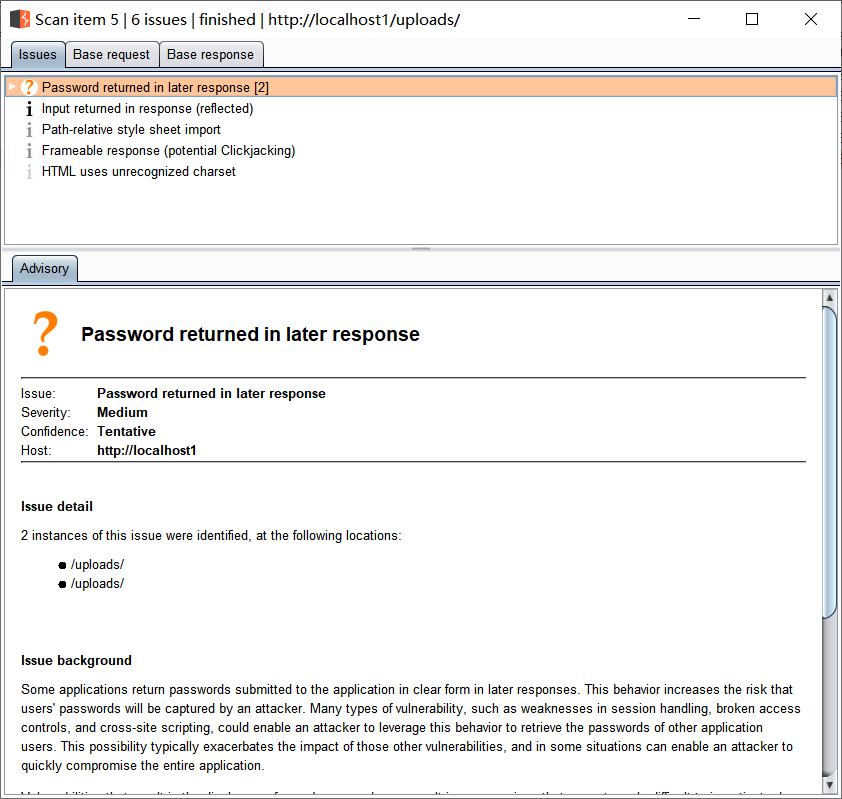 Scan item 5 | 6 issues | finished | http://localhost1/uploads/
Issues Base request Base response
Password returned in later response [2]
Input returned in response (reflected)
Path-relative style sheet import
Frameable response (potential Clickjacking)
HTML uses unrecognized charset
Advisory
Password returned in later response
Issue: Password returned in later response
Severity: Medium
Confidence: Tentative
Host: http://localhost1
Issue detail
2 instances of this issue were identified, at the following locations:
/uploads/
/uploads/
Issue background
Some applications return passwords submitted to the application in clear form in later responses. This behavior increases the risk that
users' passwords will be captured by an attacker. Many types of vulnerability, such as weaknesses in session handling, broken access
controls, and cross-site scripting, could enable an attacker to leverage this behavior to retrieve the passwords of other application
users. This possibility typically exacerbates the impact of those other vulnerabilities, and in some situations can enable an attacker to
quickly compromise the entire application.